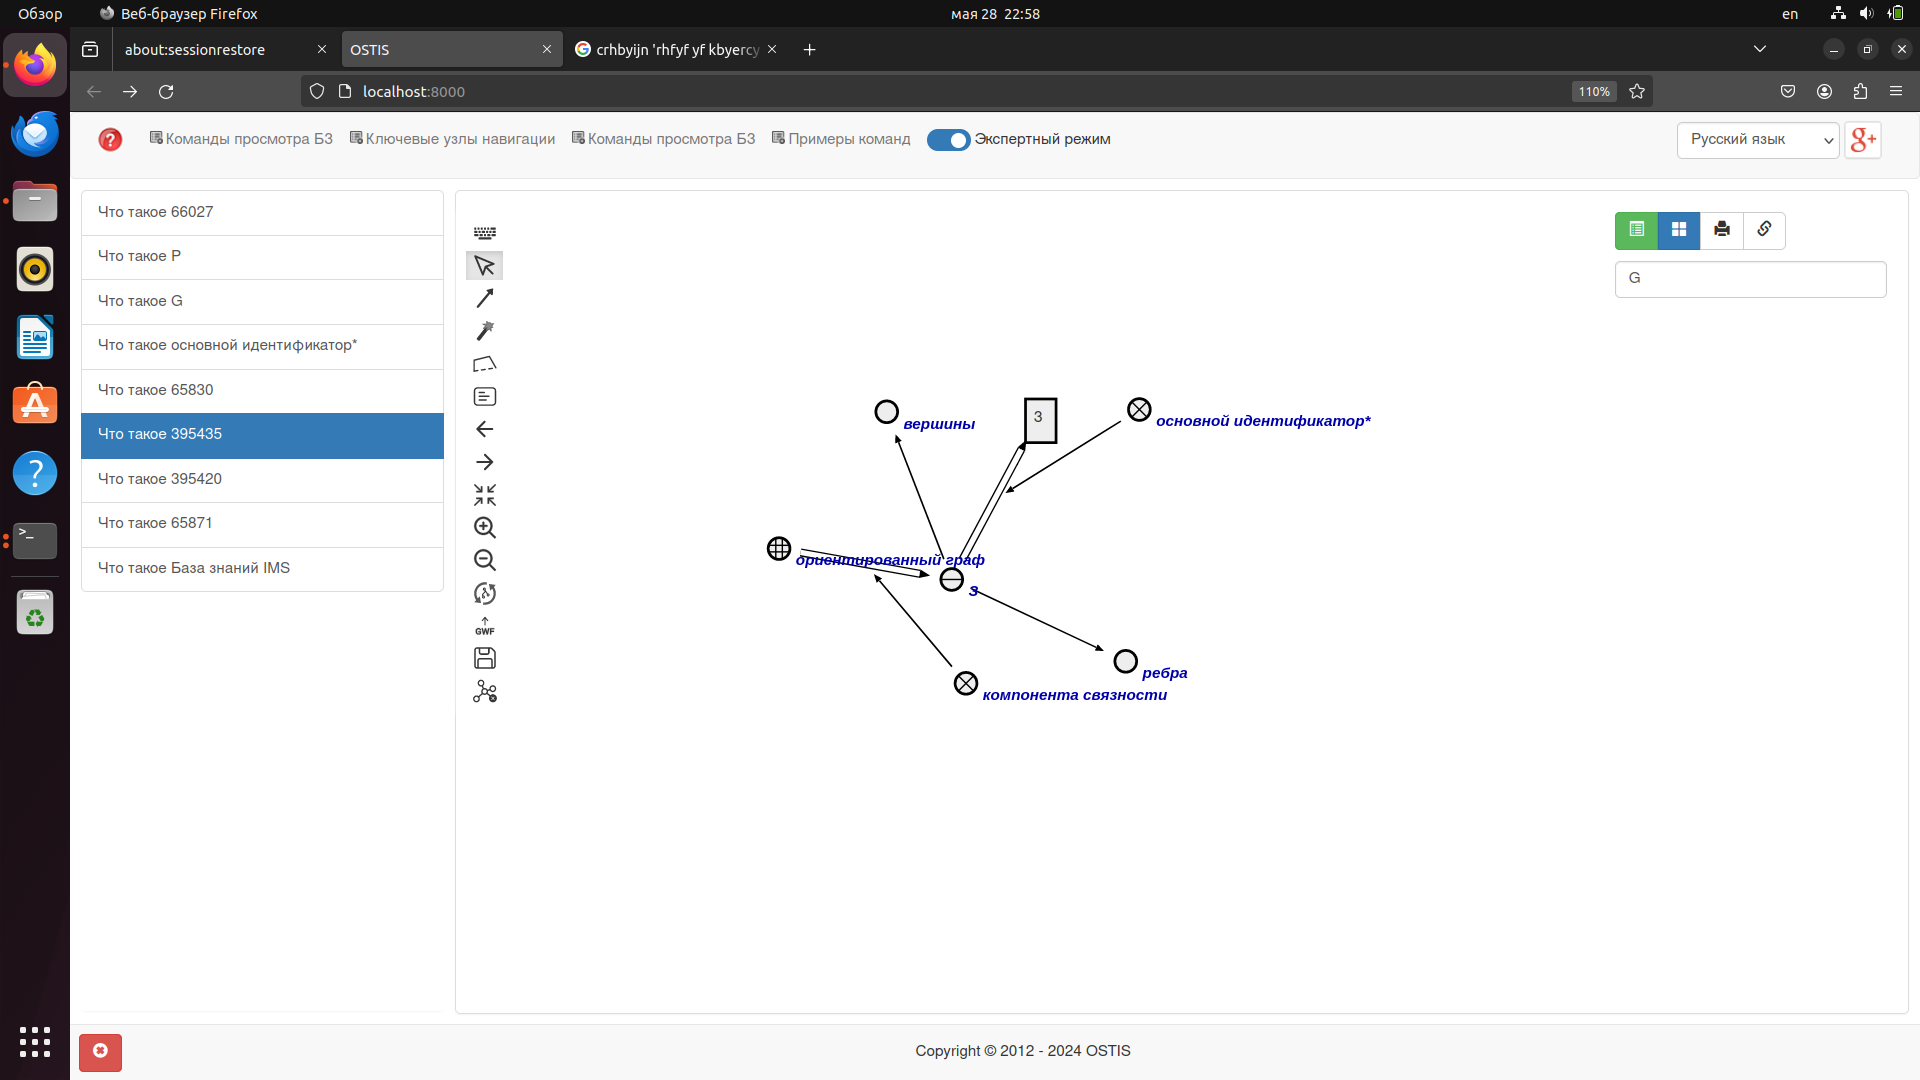 Обзор
Веб-браузер Firefox
мая 28 22:58
en
about:sessionrestore
OSTIS
crhbyijn 'rhfyf yf kbyercy
localhost:8000
110%
Команды просмотра БЗ
Ключевые узлы навигации
Команды просмотра БЗ
Примеры команд
Экспертный режим
Русский язык
g+
Что такое 66027
Что такое P
Что такое G
Что такое основной идентификатор*
Что такое 65830
Что такое 395435
Что такое 395420
Что такое 65871
Что такое База знаний IMS
GWF
G
вершины
3
основной идентификатор*
ориентированный граф
3
ребра
компонента связности
Copyright © 2012 - 2024 OSTIS